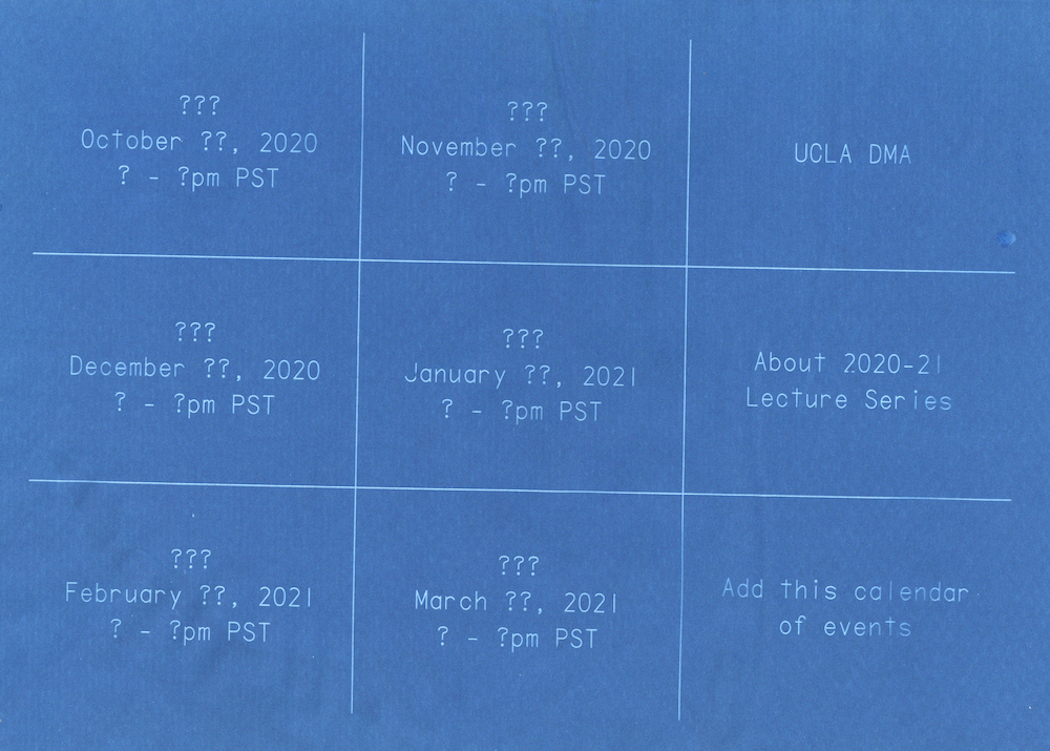 ???
October ??, 2020
? - ?pm PST
???
November ??, 2020
? - ?pm PST
UCLA DMA
???
December ??, 2020
? - ?pm PST
???
January ??, 2021
? - ?pm PST
About 2020-21
Lecture Series
???
February ??, 2021
? - ?pm PST
???
March ??, 2021
? - ?pm PST
Add this calendar
of events